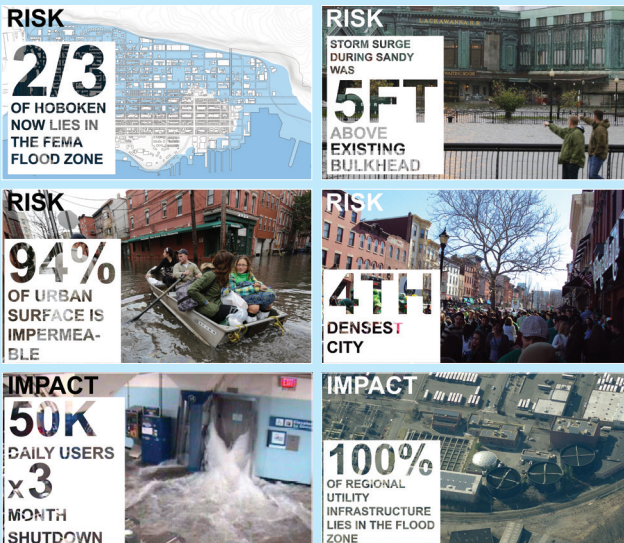 RISK
2/3
OF HOBOKEN
NOW LIES IN
THE FEMA
FLOOD ZONE
RISK
STORM SURGE
DURING SANDY
WAS
5FT
ABOVE
EXISTING
BULKHEAD
LACKAWANNA
RISK
94%
OF URBAN
SURFACE IS
IMPERMEA-
BLE
RISK
4TH
DENSEST
CITY
IMPACT
50K
DAILY USERS
x3
MONTH
SHUTDOWN
EXIT
IMPACT
100%
OF REGIONAL
UTILITY
INFRASTRUCTURE
LIES IN THE FLOOD
ZONE